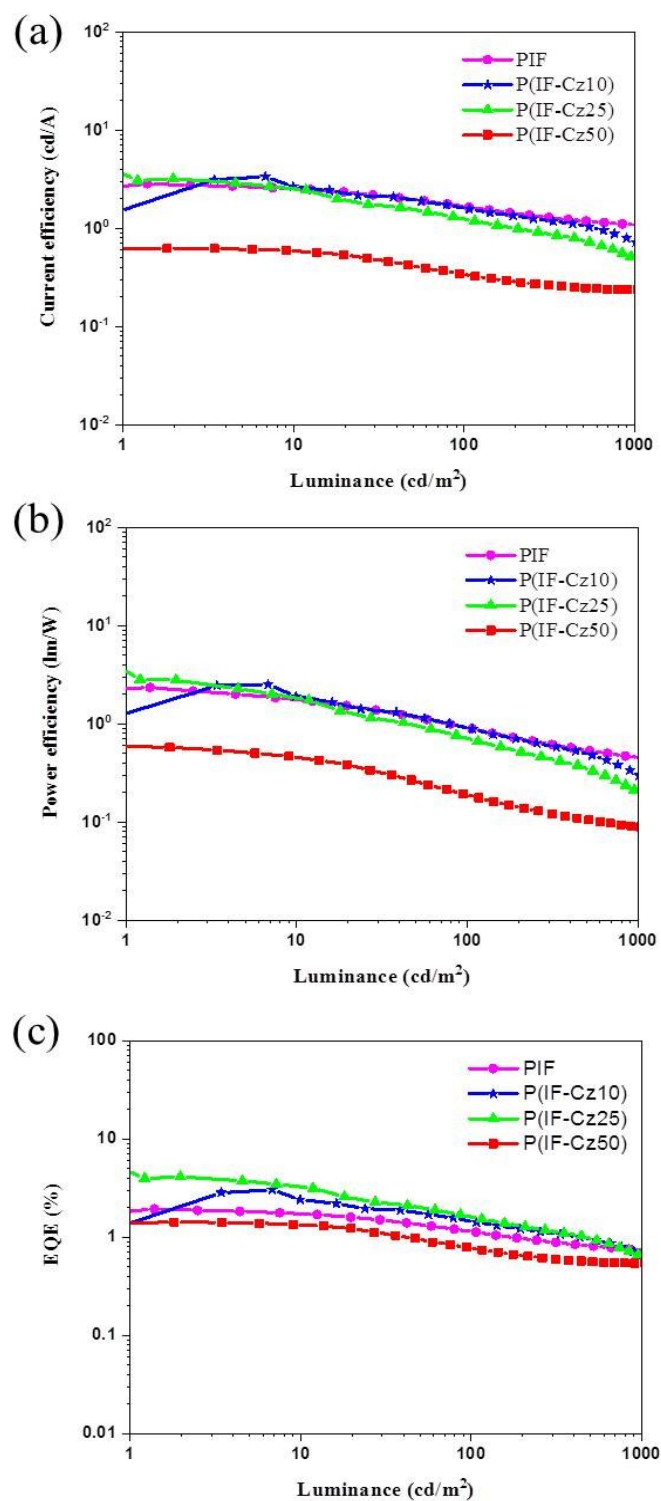 (a)
10²
10¹
10⁰
10⁻¹
10⁻²
Current efficiency (cd/A)
PIF
P(IF-Cz10)
P(IF-Cz25)
P(IF-Cz50)
1 10 100 1000
Luminance (cd/m²)
(b)
10²
10¹
10⁰
10⁻¹
10⁻²
Power efficiency (lm/W)
PIF
P(IF-Cz10)
P(IF-Cz25)
P(IF-Cz50)
1 10 100 1000
Luminance (cd/m²)
(c)
100
10
1
0.1
0.01
EQE (%)
PIF
P(IF-Cz10)
P(IF-Cz25)
P(IF-Cz50)
1 10 100 1000
Luminance (cd/m²)